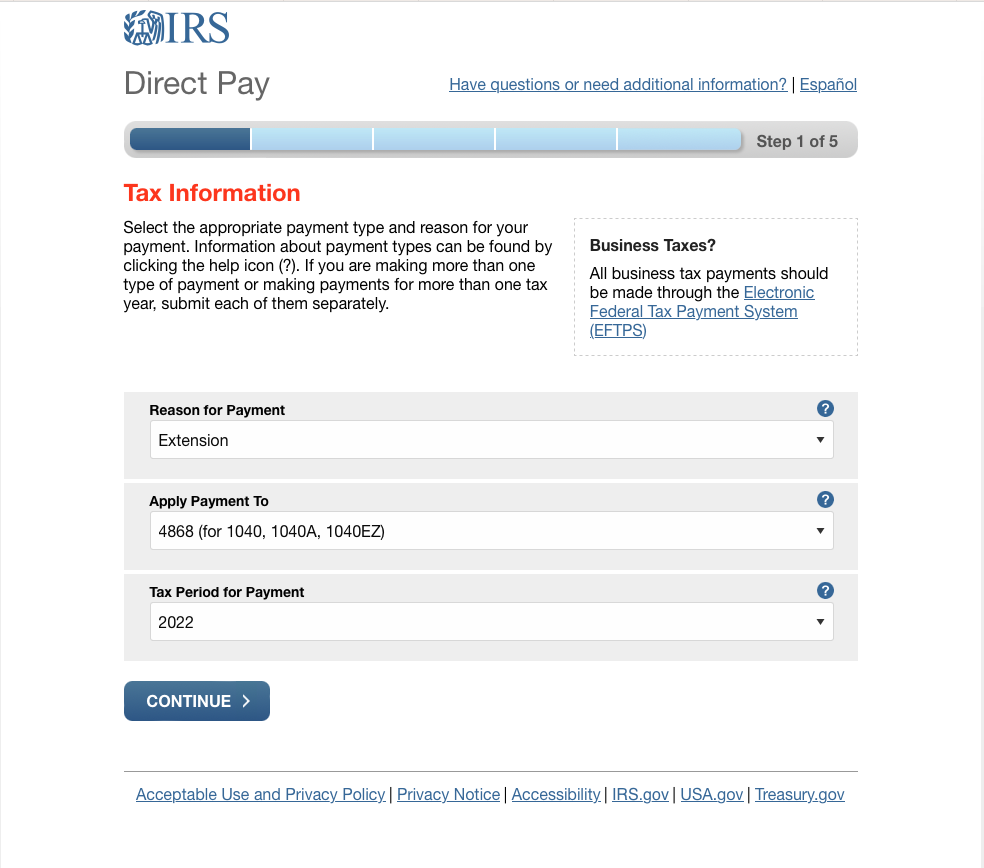 IRS
Direct Pay
Have questions or need additional information? | Español
Step 1 of 5
Tax Information
Select the appropriate payment type and reason for your
payment. Information about payment types can be found by
clicking the help icon (?). If you are making more than one
type of payment or making payments for more than one tax
year, submit each of them separately.
Business Taxes?
All business tax payments should
be made through the Electronic
Federal Tax Payment System
(EFTPS)
Reason for Payment ?
Extension
Apply Payment To ?
4868 (for 1040, 1040A, 1040EZ)
Tax Period for Payment ?
2022
CONTINUE
Acceptable Use and Privacy Policy | Privacy Notice | Accessibility | IRS.gov | USA.gov | Treasury.gov